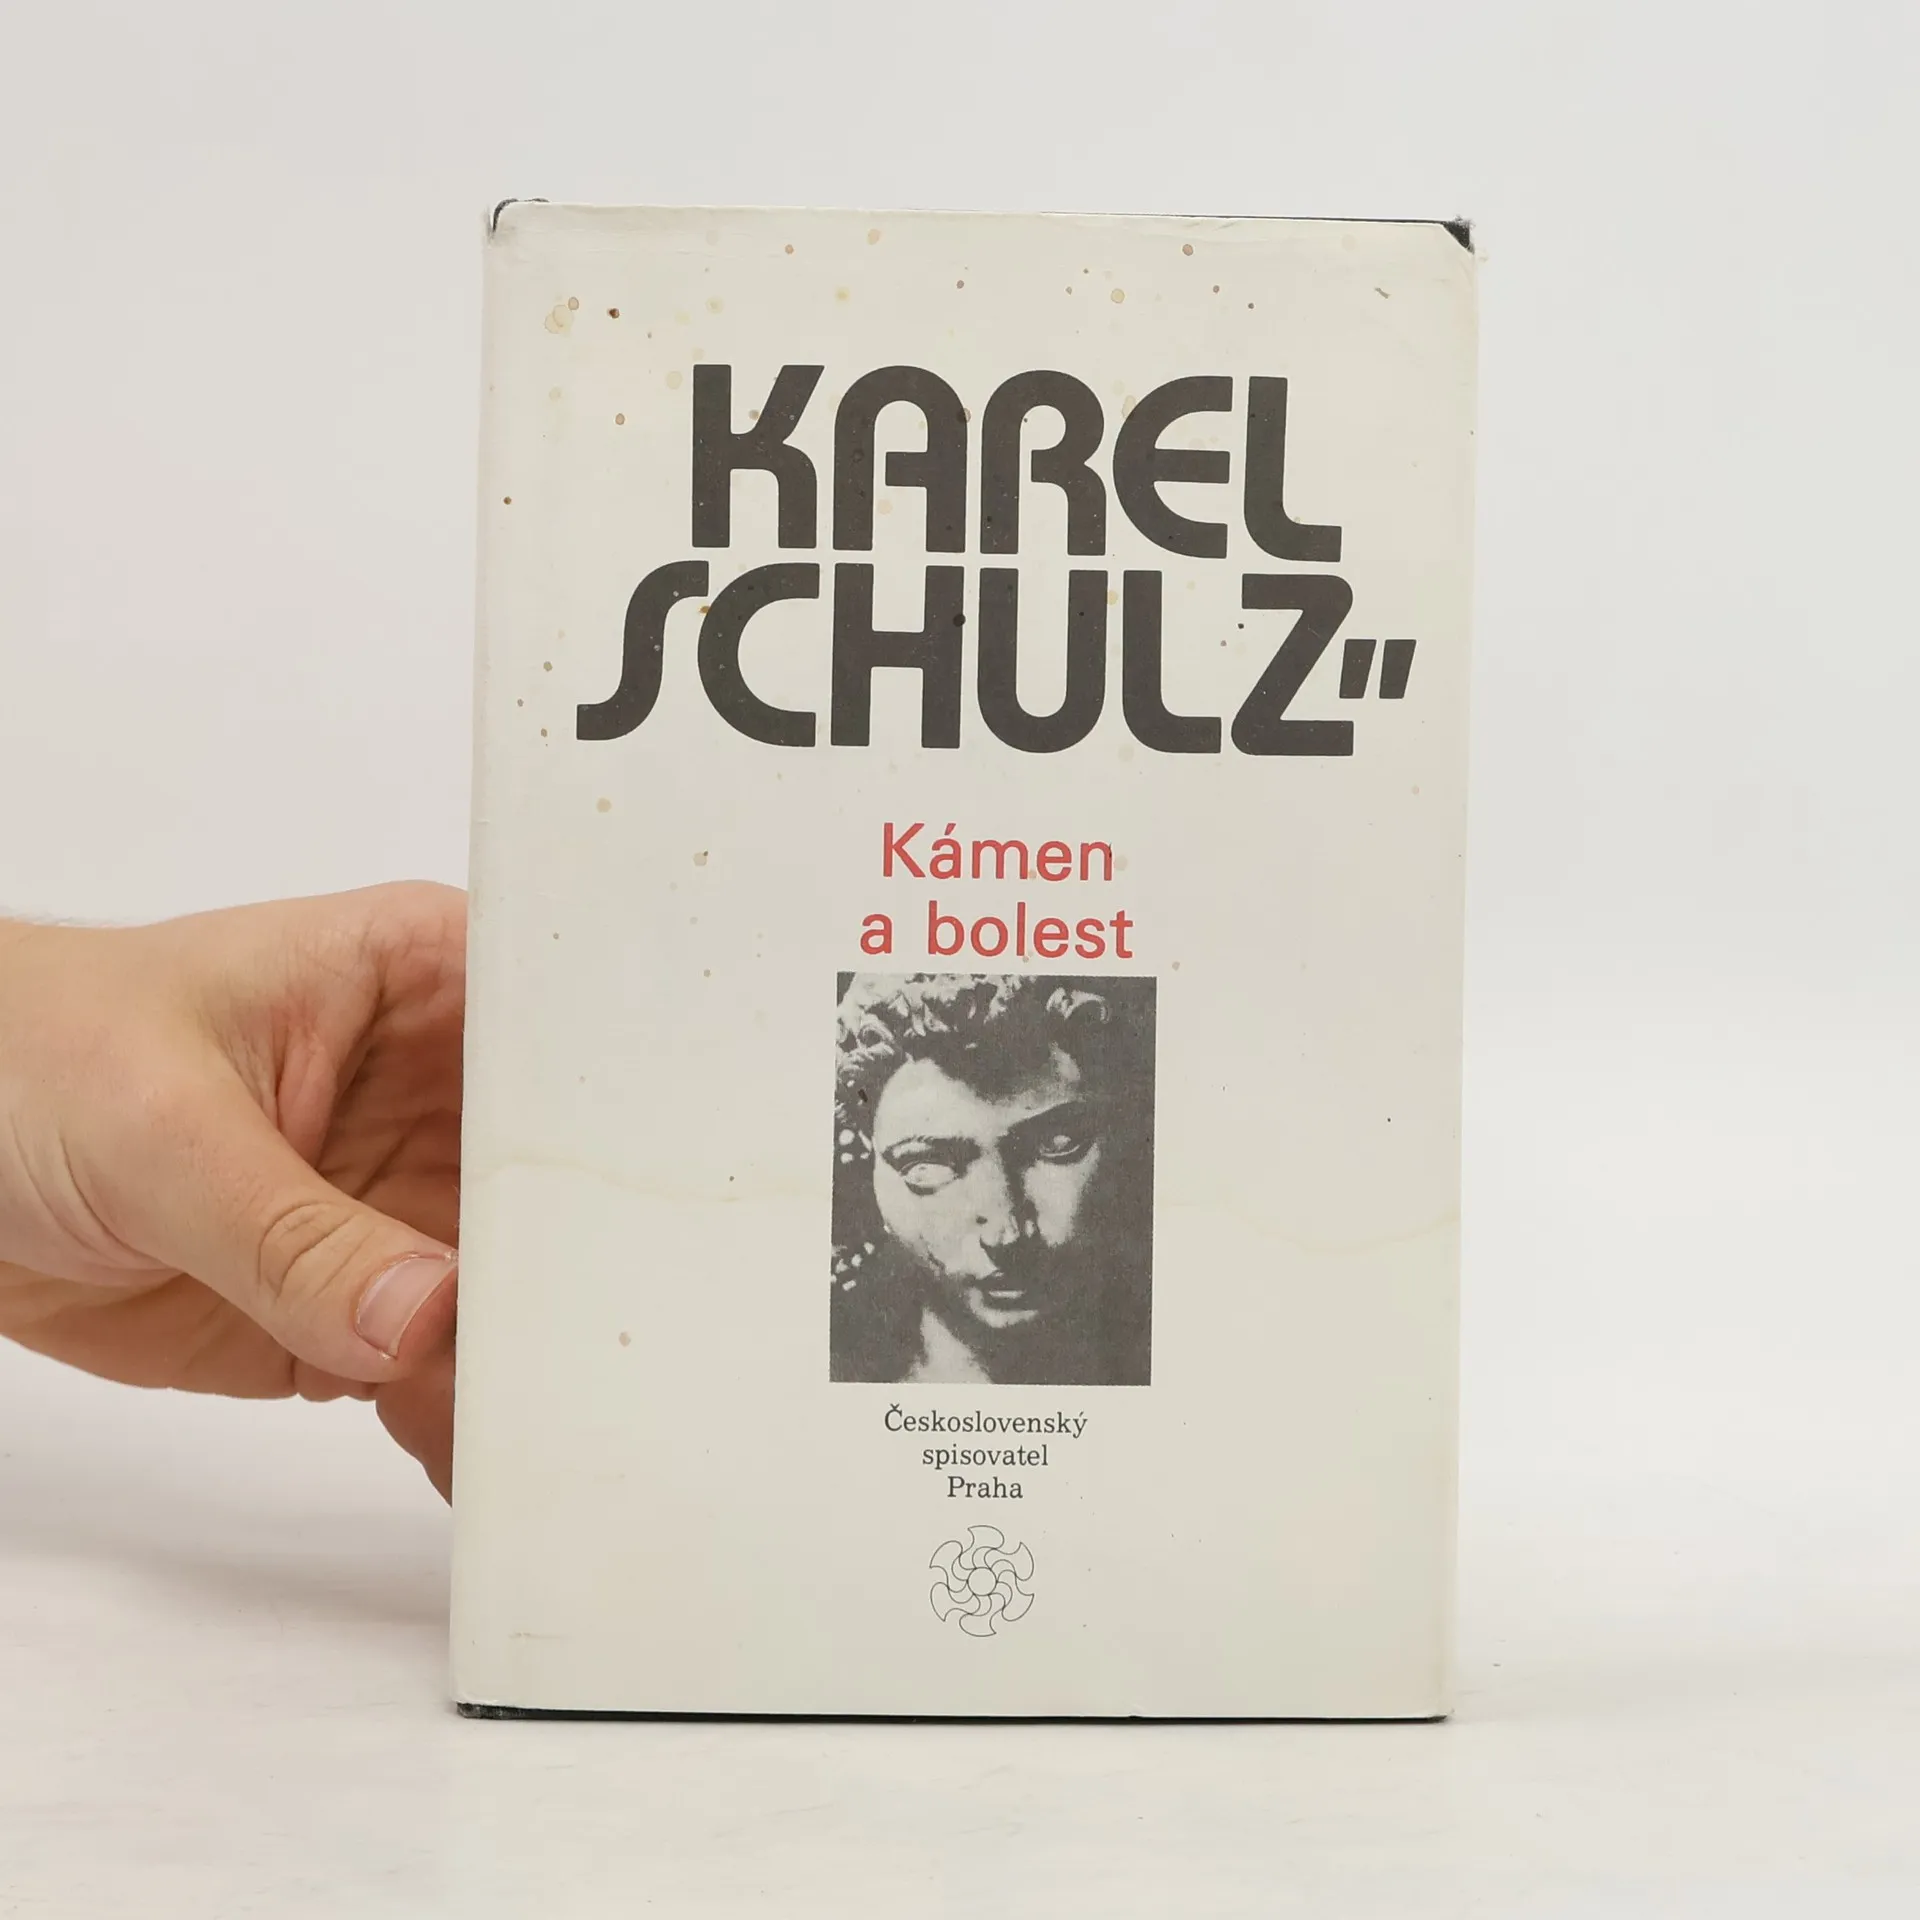 KAREL
SCHULZ"
Kámen
a bolest
Československý
spisovatel
Praha